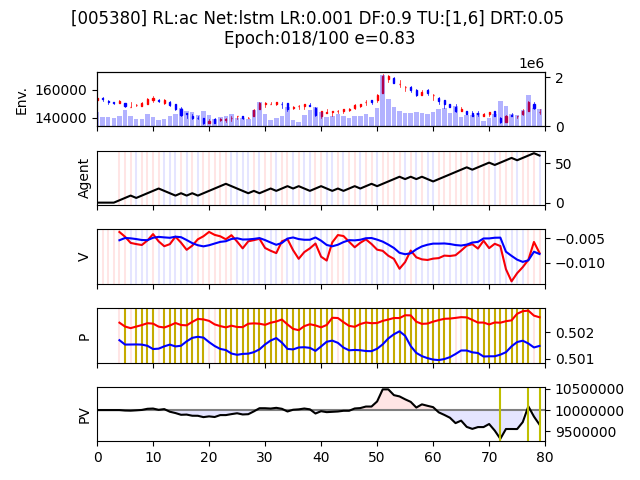 [005380] RL:ac Net:lstm LR:0.001 DF:0.9 TU:[1,6] DRT:0.05
Epoch:018/100 e=0.83
1e6
Env.
160000
140000
2
0
Agent
50
0
V
−0.005
−0.010
P
0.502
0.501
PV
10500000
10000000
9500000
0 10 20 30 40 50 60 70 80